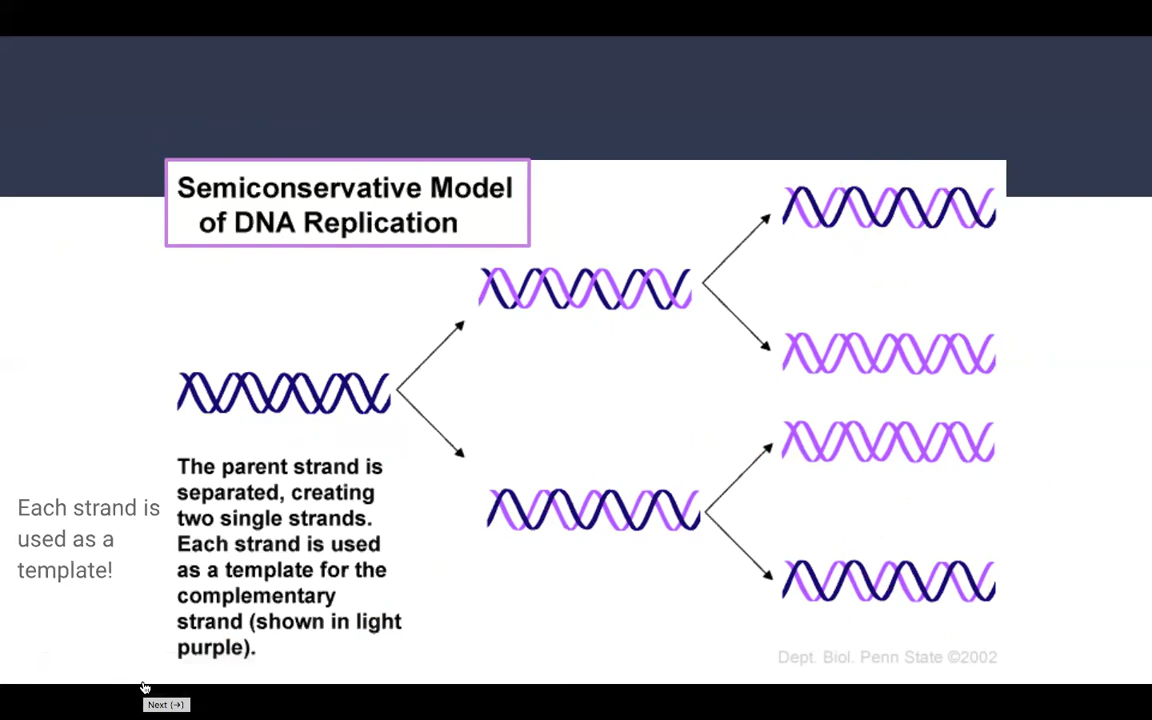 Semiconservative Model
of DNA Replication
The parent strand is
separated, creating
two single strands.
Each strand is used
as a template for the
complementary
strand (shown in light
purple).
Each strand is
used as a
template!
Dept. Biol. Penn State ©2002
Next (→)